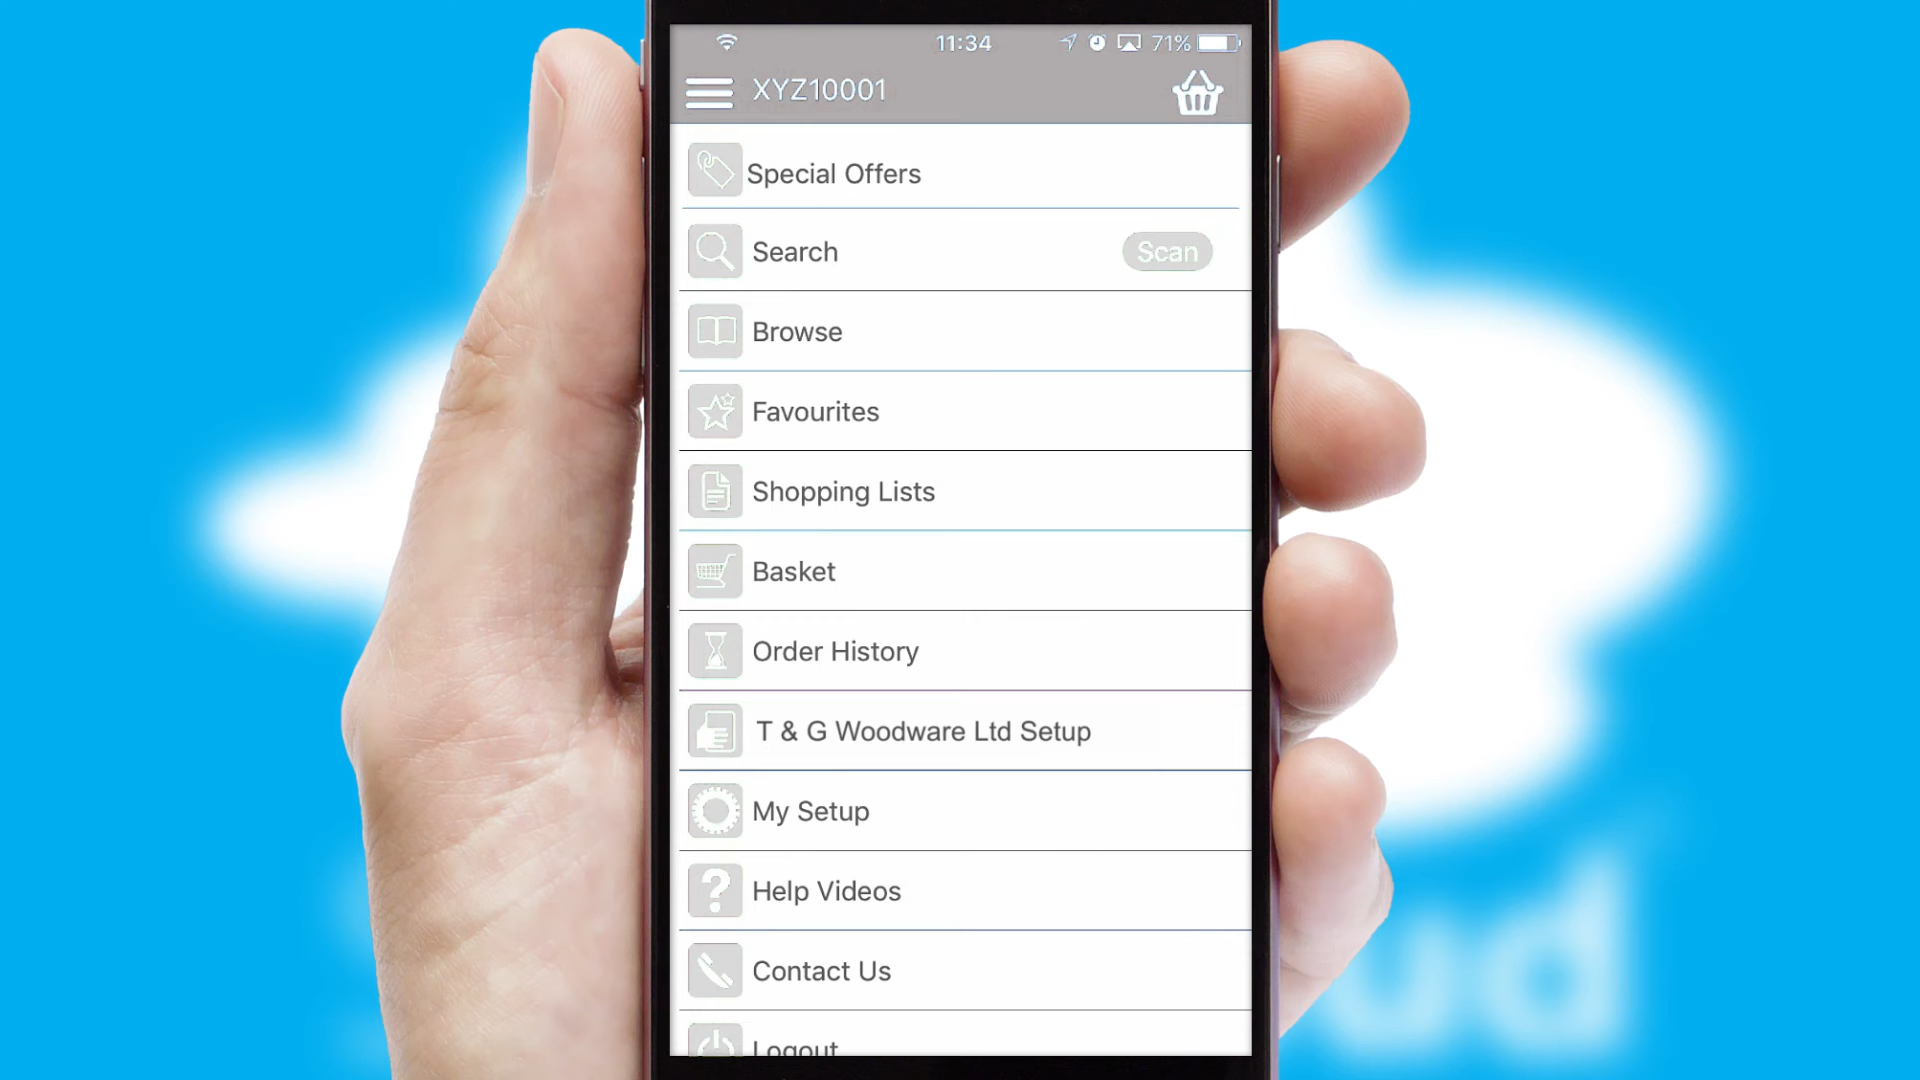 11:34 71%
XYZ10001
Special Offers
Search Scan
Browse
Favourites
Shopping Lists
Basket
Order History
T & G Woodware Ltd Setup
My Setup
Help Videos
Contact Us
Logout
ud